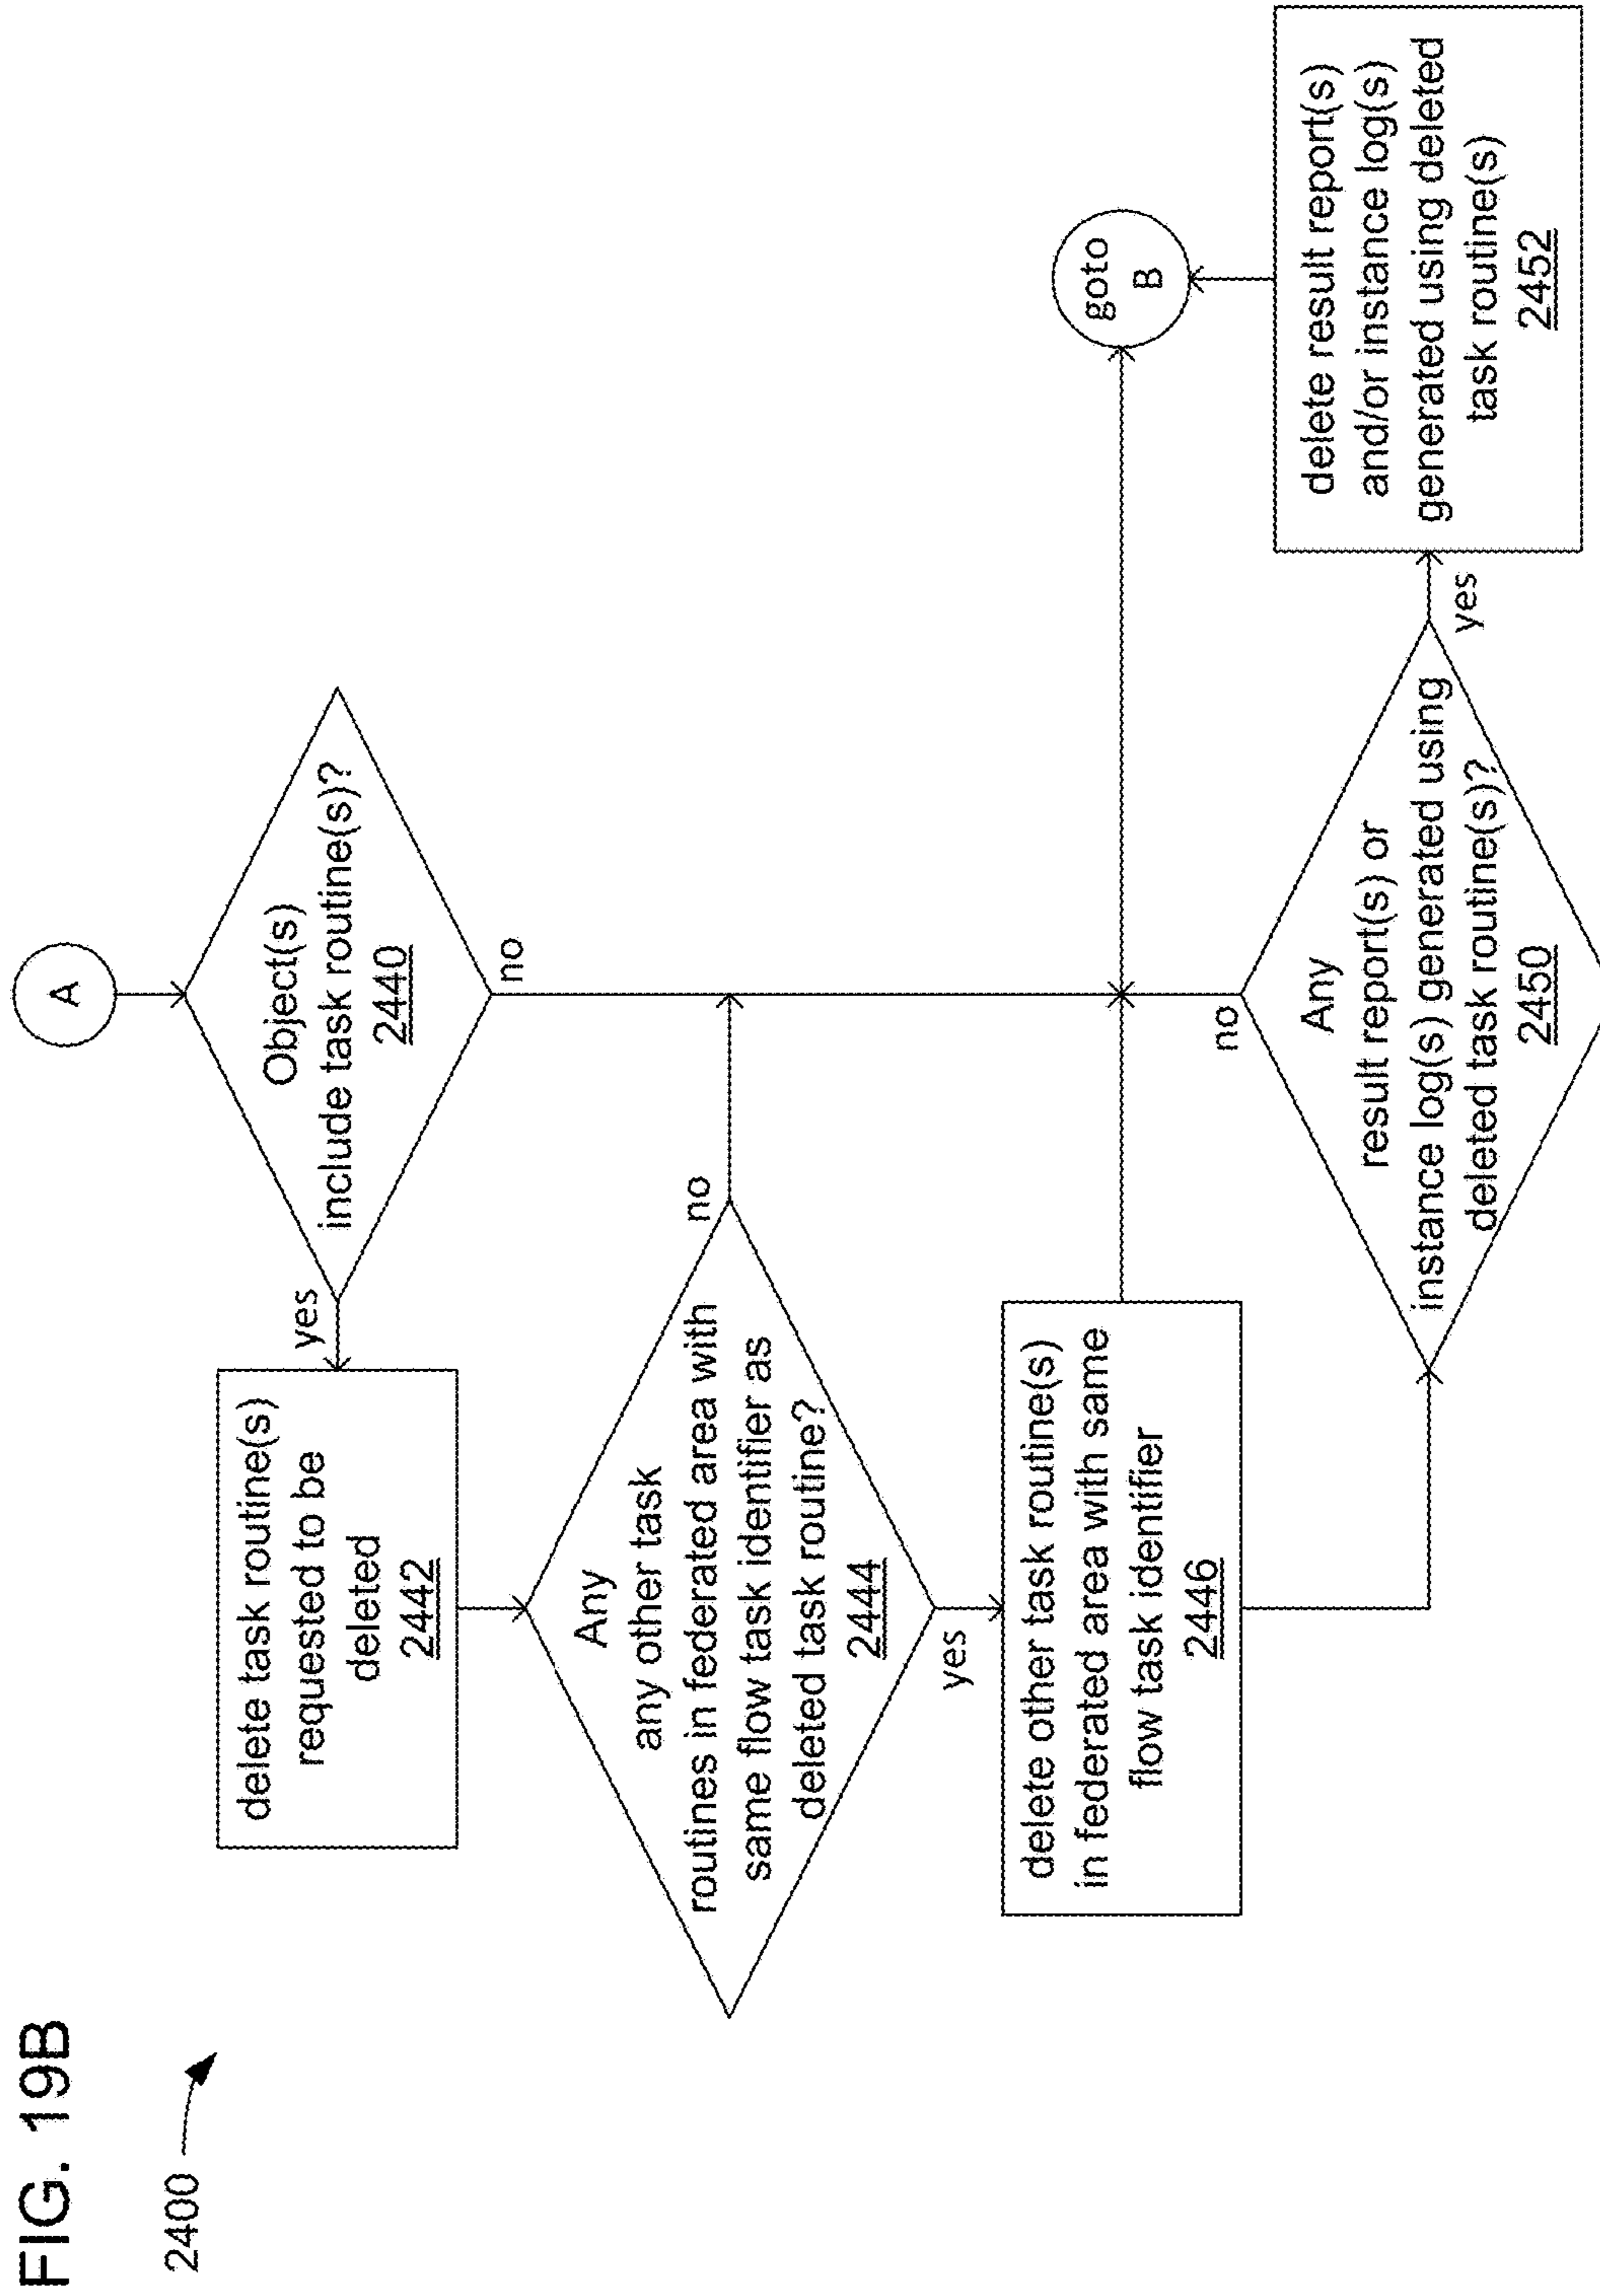 FIG. 19B
2400
A
Object(s)
include task routine(s)?
2440
yes
no
delete task routine(s)
requested to be
deleted
2442
Any
any other task
routines in federated area with
same flow task identifier as
deleted task routine?
2444
no
yes
delete other task routine(s)
in federated area with same
flow task identifier
2446
goto
B
no
Any
result report(s) or
instance log(s) generated using
deleted task routine(s)?
2450
yes
delete result report(s)
and/or instance log(s)
generated using deleted
task routine(s)
2452